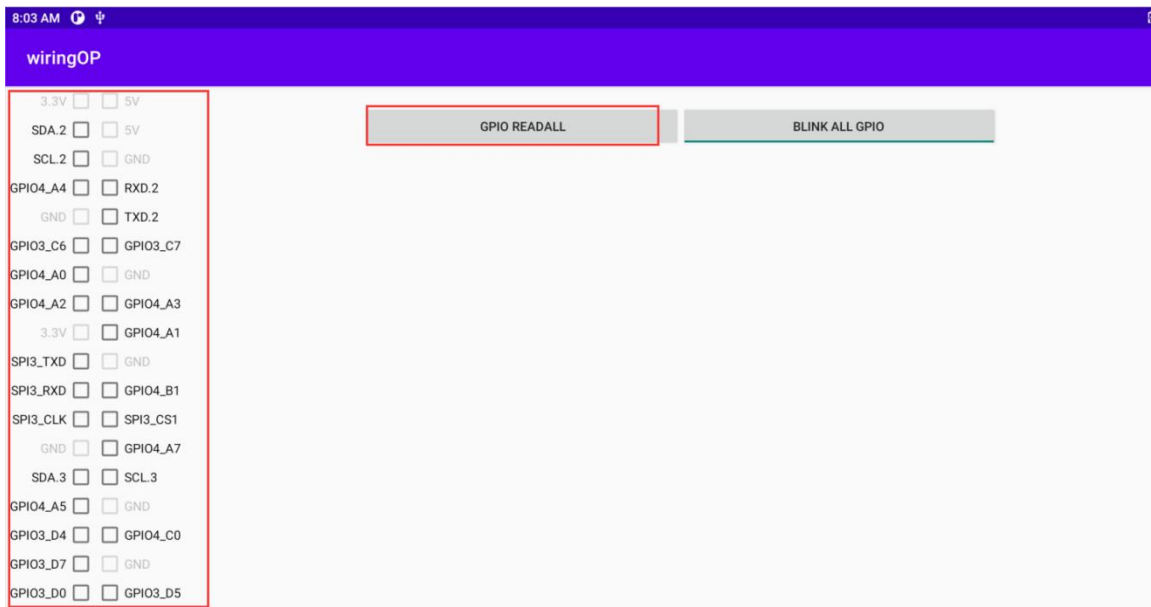 8:03 AM
wiringOP
3.3V 5V
GPIO READALL BLINK ALL GPIO
SDA.2 5V
SCL.2 GND
GPIO4_A4 RXD.2
GND TXD.2
GPIO3_C6 GPIO3_C7
GPIO4_A0 GND
GPIO4_A2 GPIO4_A3
3.3V GPIO4_A1
SPI3_TXD GND
SPI3_RXD GPIO4_B1
SPI3_CLK SPI3_CS1
GND GPIO4_A7
SDA.3 SCL.3
GPIO4_A5 GND
GPIO3_D4 GPIO4_C0
GPIO3_D7 GND
GPIO3_D0 GPIO3_D5